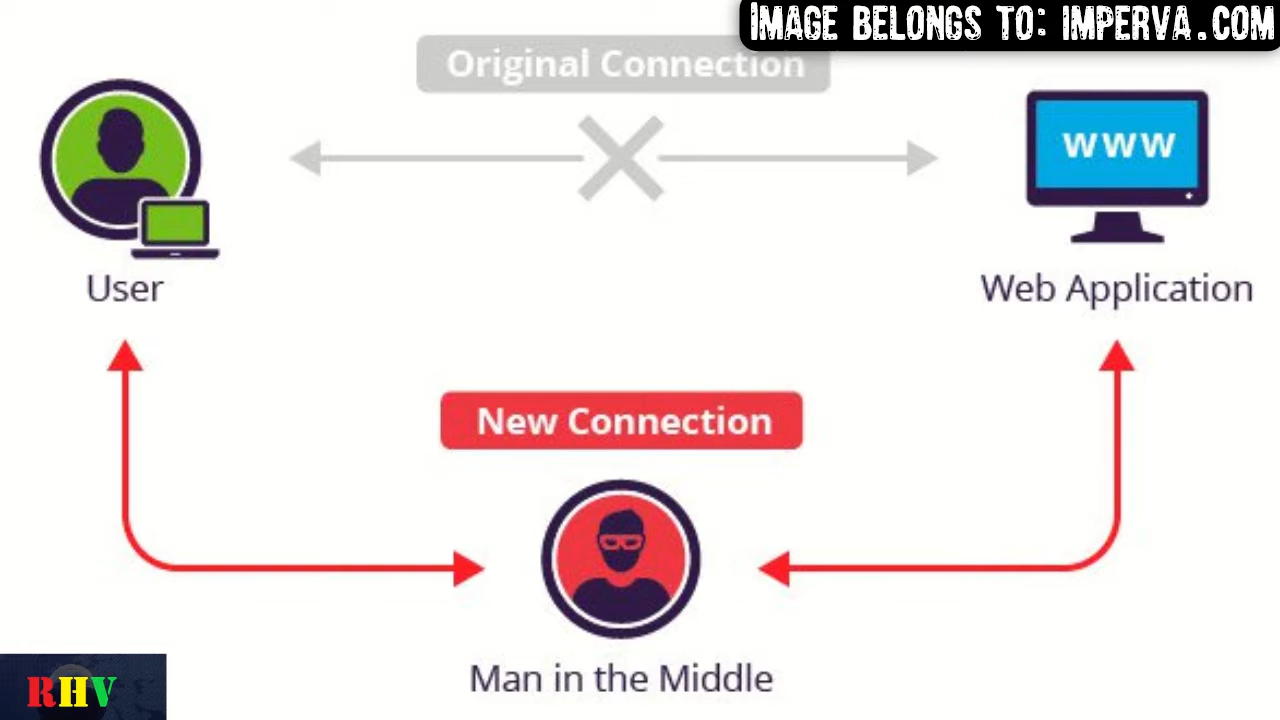 IMAGE BELONGS TO: IMPERVA.COM
Original Connection
www
User
Web Application
New Connection
Man in the Middle
RHV